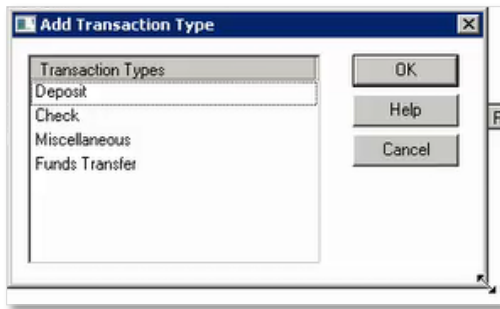 Add Transaction Type
Transaction Types
Deposit
Check
Miscellaneous
Funds Transfer
OK
Help
Cancel